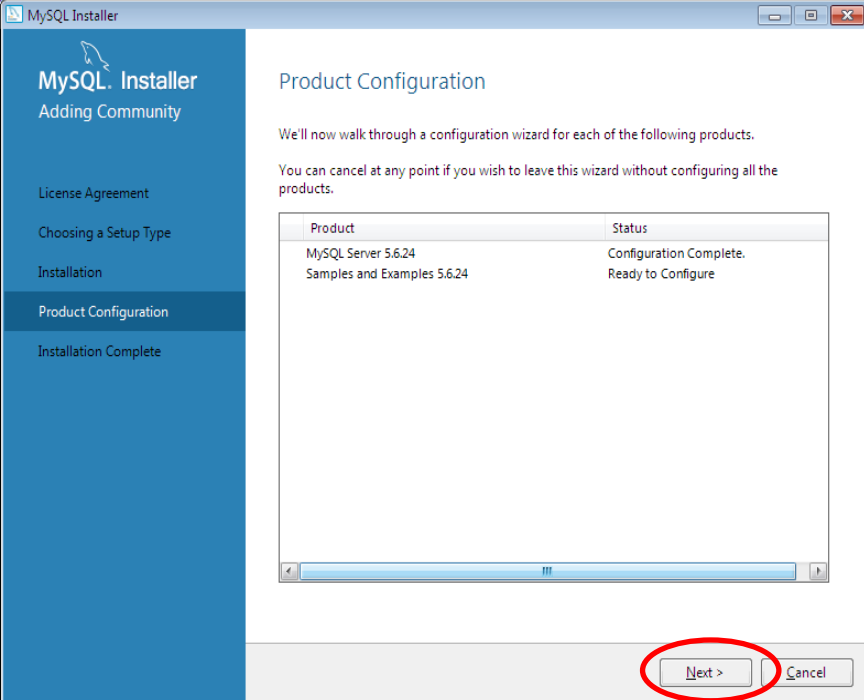 MySQL Installer
MySQL. Installer
Adding Community
License Agreement
Choosing a Setup Type
Installation
Product Configuration
Installation Complete
Product Configuration
We'll now walk through a configuration wizard for each of the following products.
You can cancel at any point if you wish to leave this wizard without configuring all the
products.
Product Status
MySQL Server 5.6.24 Configuration Complete.
Samples and Examples 5.6.24 Ready to Configure
Next > Cancel